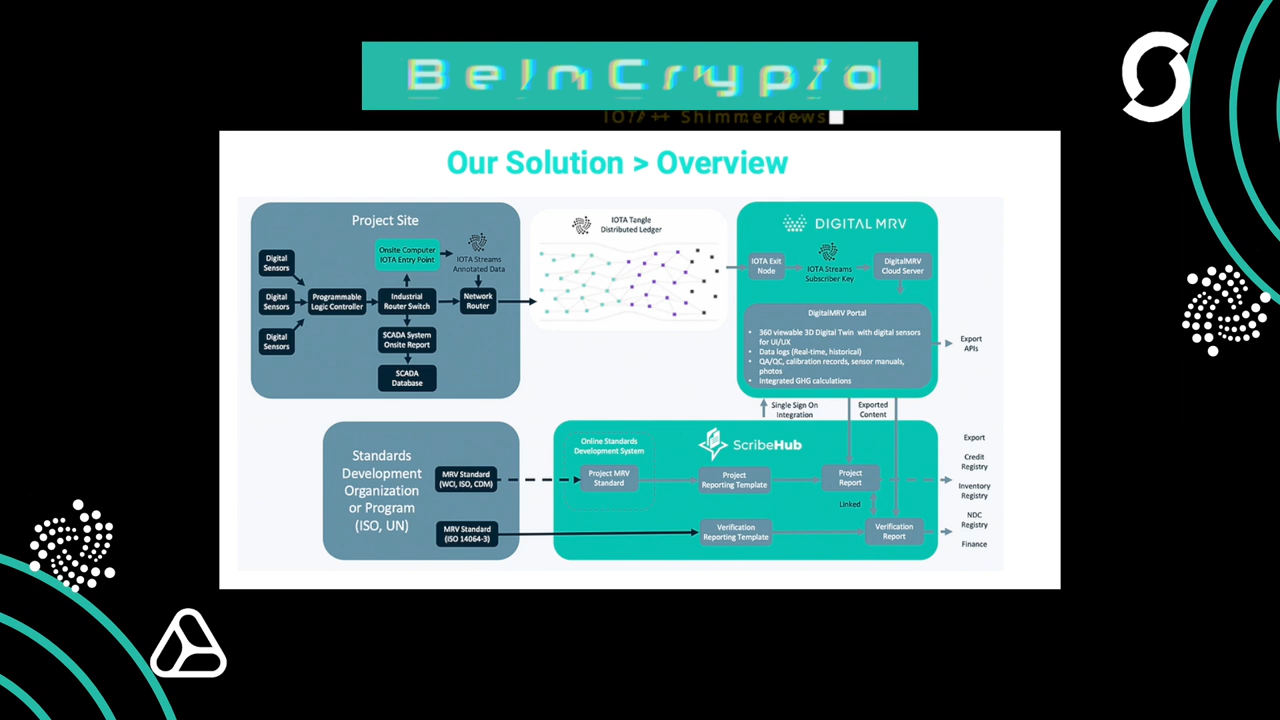 BeInCrypto
IOTA ++ ShimmerNews
Our Solution > Overview
Project Site
Digital
Sensors
Digital
Sensors
Digital
Sensors
Programmable
Logic Controller
Onsite Computer
IOTA Entry Point
IOTA Streams
Annotated Data
Industrial
Router Switch
Network
Router
SCADA System
Onsite Report
SCADA
Database
IOTA Tangle
Distributed Ledger
DIGITAL MRV
IOTA Exit
Node
IOTA Streams
Subscriber Key
DigitalMRV
Cloud Server
DigitalMRV Portal
• 360 viewable 3D Digital Twin with digital sensors
for UI/UX
• Data logs (Real-time, historical)
• QA/QC, calibration records, sensor manuals,
photos
• Integrated GHG calculations
Export
APIs
Single Sign On
Integration
Exported
Content
Standards
Development
Organization
or Program
(ISO, UN)
MRV Standard
(WCI, ISO, CDM)
MRV Standard
(ISO 14064-3)
Online Standards
Development System
Project MRV
Standard
ScribeHub
Project
Reporting Template
Project
Report
Linked
Verification
Reporting Template
Verification
Report
Export
Credit
Registry
Inventory
Registry
NDC
Registry
Finance